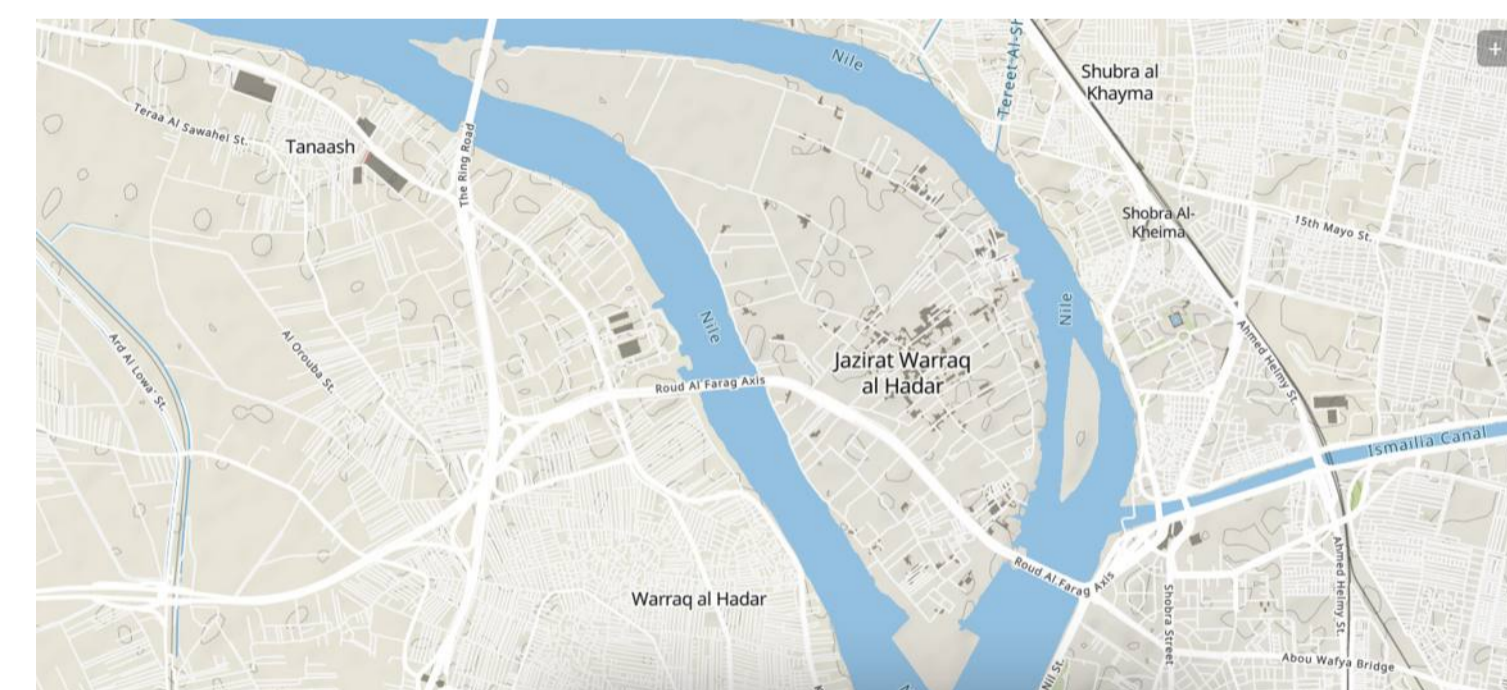 Nile
Tereet Al-Sh
Shubra al
Khayma
+
Teraa Al Sawahel St.
Tanaash
The Ring Road
Shobra Al-
Kheima
15th Mayo St.
Nile
Nile
Ard Al Lowa' St.
Al Orouba St.
Ahmed Helmy St.
Jazirat Warraq
al Hadar
Roud Al Farag Axis
Ismailia Canal
Roud Al Farag Axis
Ahmed Helmy St.
Warraq al Hadar
Shobra Street
Abou Wafya Bridge
Nil St.